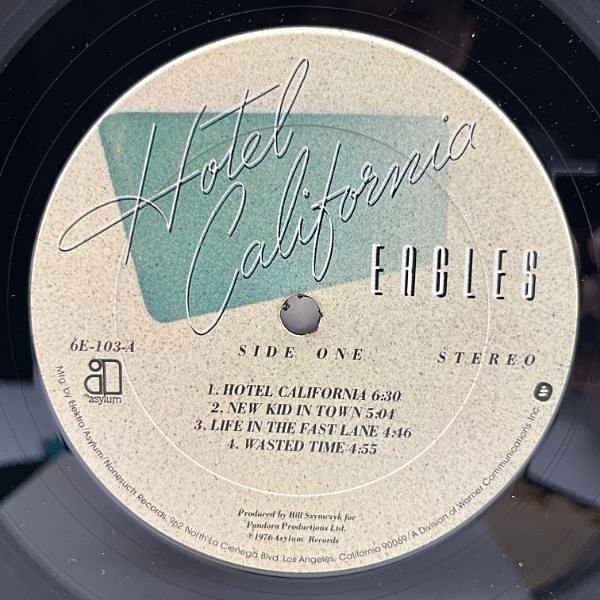 Hotel
California
EAGLES
6E-103-A
SIDE ONE
STEREO
asylum
1. HOTEL CALIFORNIA 6:30
2. NEW KID IN TOWN 5:04
3. LIFE IN THE FAST LANE 4:46
4. WASTED TIME 4:55
Produced by Bill Szymczyk for
Pandora Productions Ltd.
℗1976 Asylum Records
Mfg. by Elektra/Asylum/Nonesuch Records, 962 North La Cienega Blvd. Los Angeles, California 90069/A Division of Warner Communications Inc.